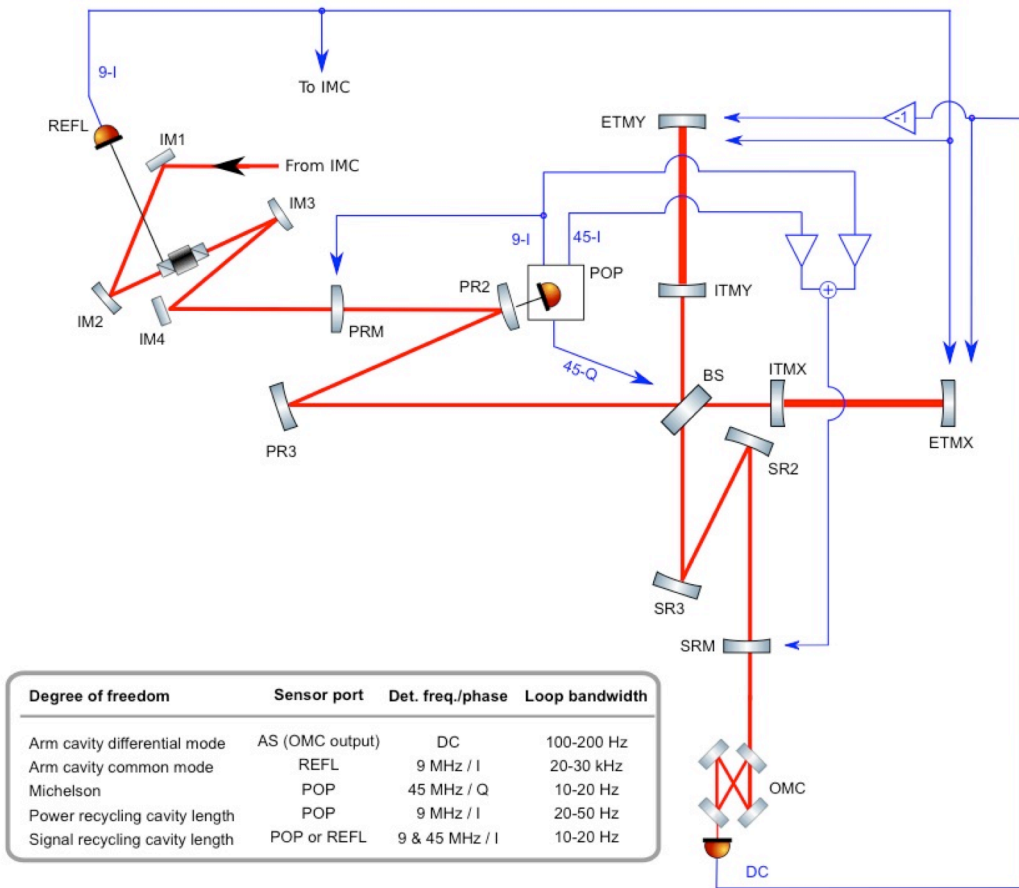 9-I
To IMC
REFL
IM1
From IMC
IM3
ETMY
-1
9-I
45-I
POP
PR2
ITMY
IM2
IM4
PRM
+
45-Q
BS
ITMX
PR3
ETMX
SR2
SR3
SRM
Degree of freedom Sensor port Det. freq./phase Loop bandwidth
Arm cavity differential mode AS (OMC output) DC 100-200 Hz
Arm cavity common mode REFL 9 MHz / I 20-30 kHz
Michelson POP 45 MHz / Q 10-20 Hz
Power recycling cavity length POP 9 MHz / I 20-50 Hz
Signal recycling cavity length POP or REFL 9 & 45 MHz / I 10-20 Hz
OMC
DC